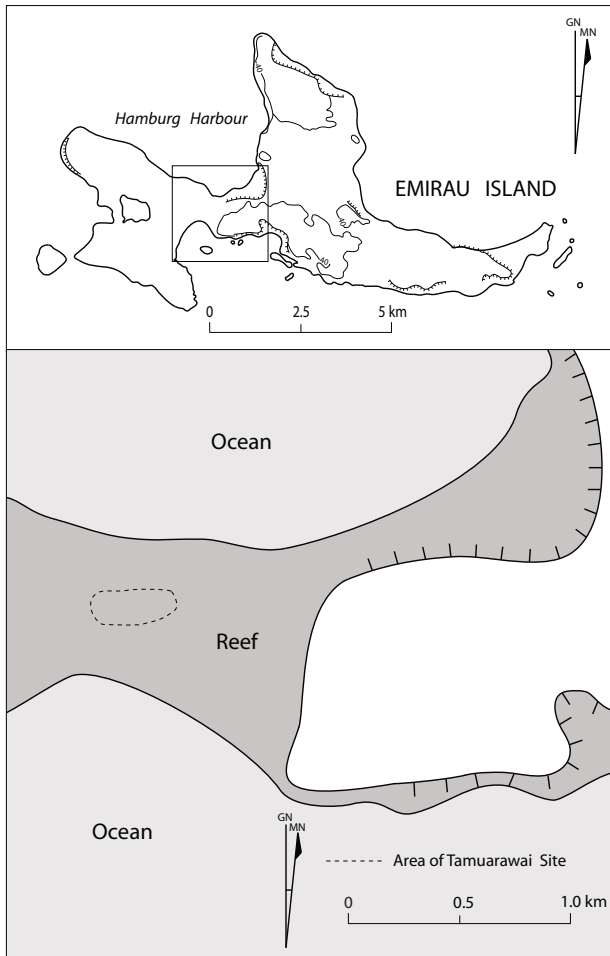 GN
MN
40
Hamburg Harbour
EMIRAU ISLAND
40
40
0 2.5 5 km
Ocean
Reef
Ocean
GN
MN
Area of Tamuarawai Site
0 0.5 1.0 km